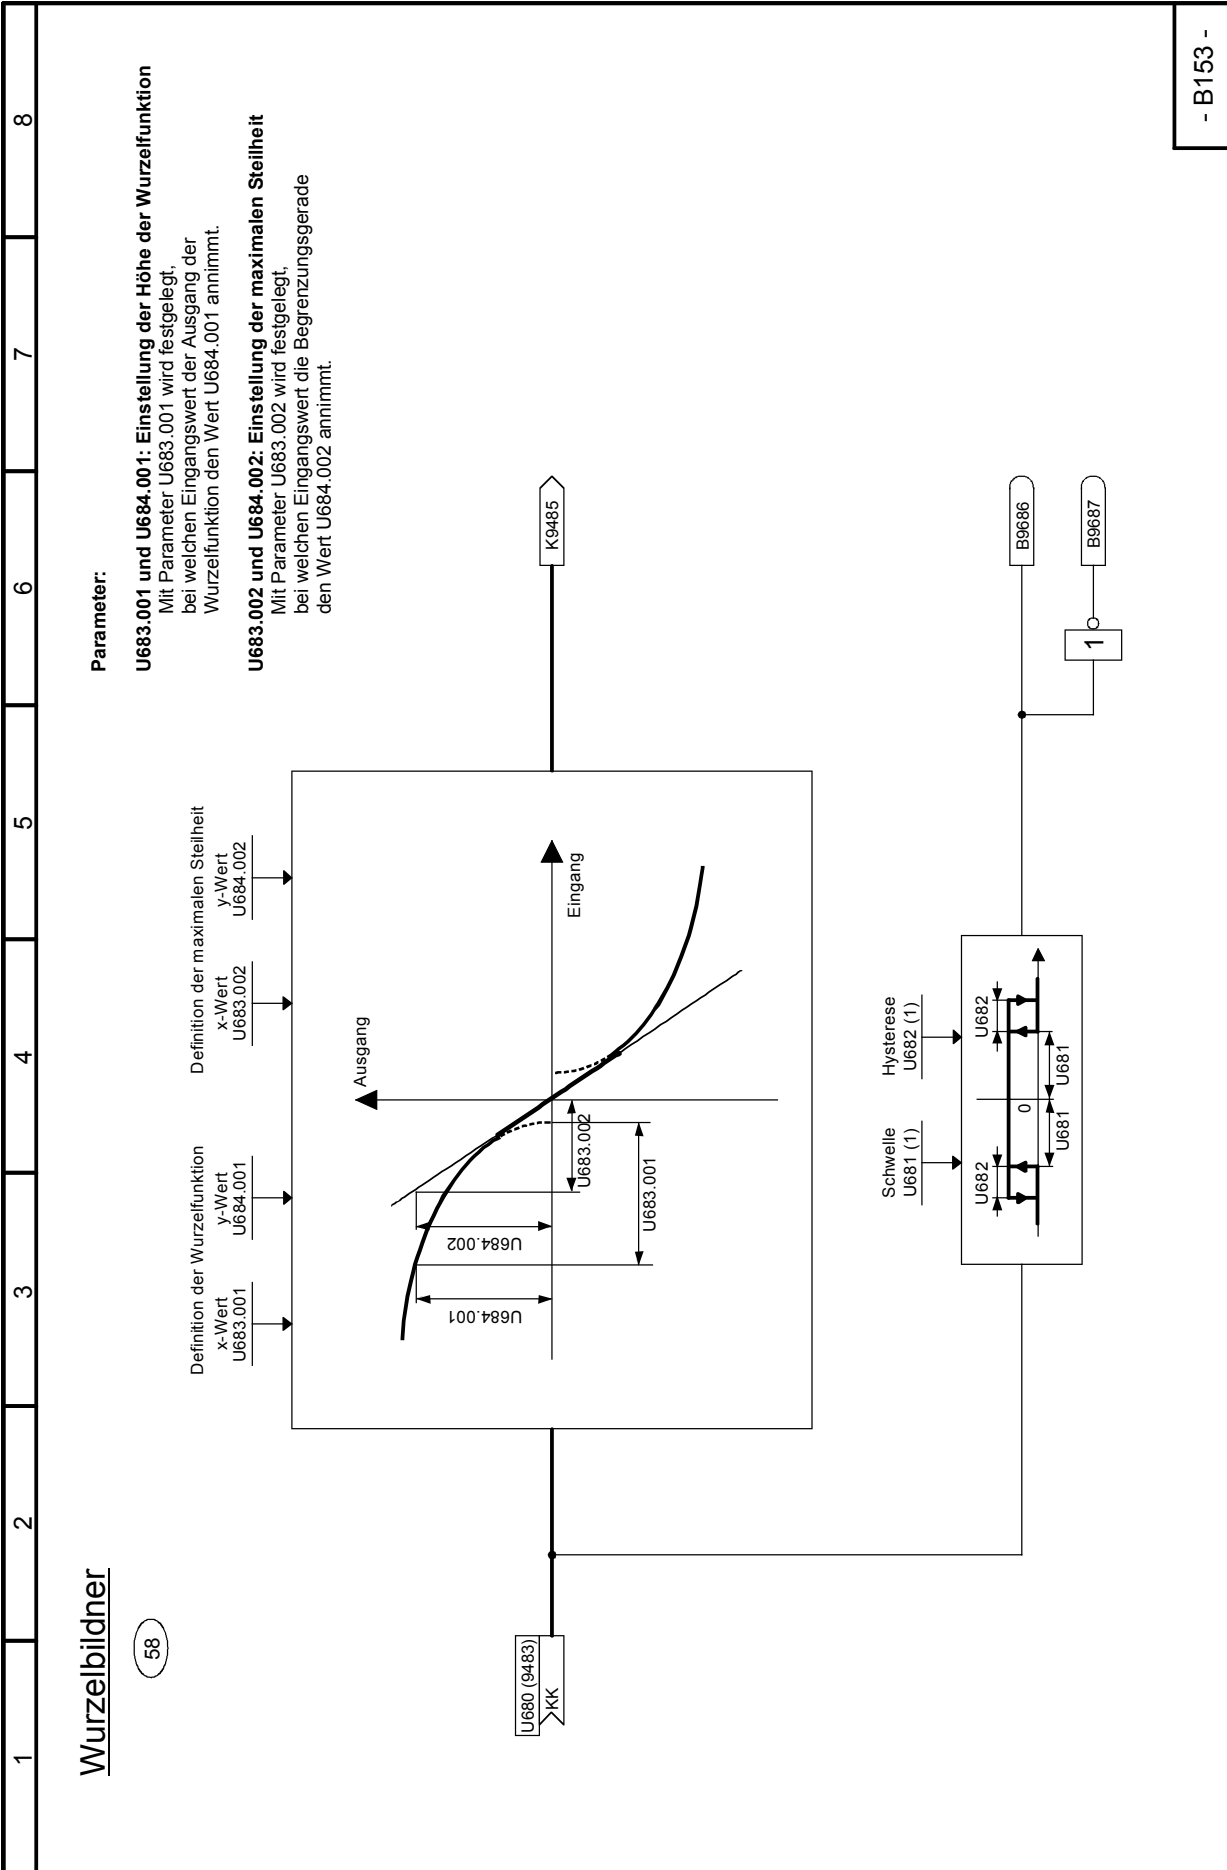 1 2 3 4 5 6 7 8
Wurzelbildner
58
Parameter:
U683.001 und U684.001: Einstellung der Höhe der Wurzelfunktion
Mit Parameter U683.001 wird festgelegt,
bei welchen Eingangswert der Ausgang der
Wurzelfunktion den Wert U684.001 annimmt.
U683.002 und U684.002: Einstellung der maximalen Steilheit
Mit Parameter U683.002 wird festgelegt,
bei welchen Eingangswert die Begrenzungsgerade
den Wert U684.002 annimmt.
Definition der Wurzelfunktion
x-Wert
U683.001
y-Wert
U684.001
Definition der maximalen Steilheit
x-Wert
U683.002
y-Wert
U684.002
Ausgang
Eingang
U684.001
U684.002
U683.002
U683.001
U680 (9483)
KK
K9485
Schwelle
U681 (1)
Hysterese
U682 (1)
U682
U682
0
U681
U681
B9686
1
B9687
- B153 -